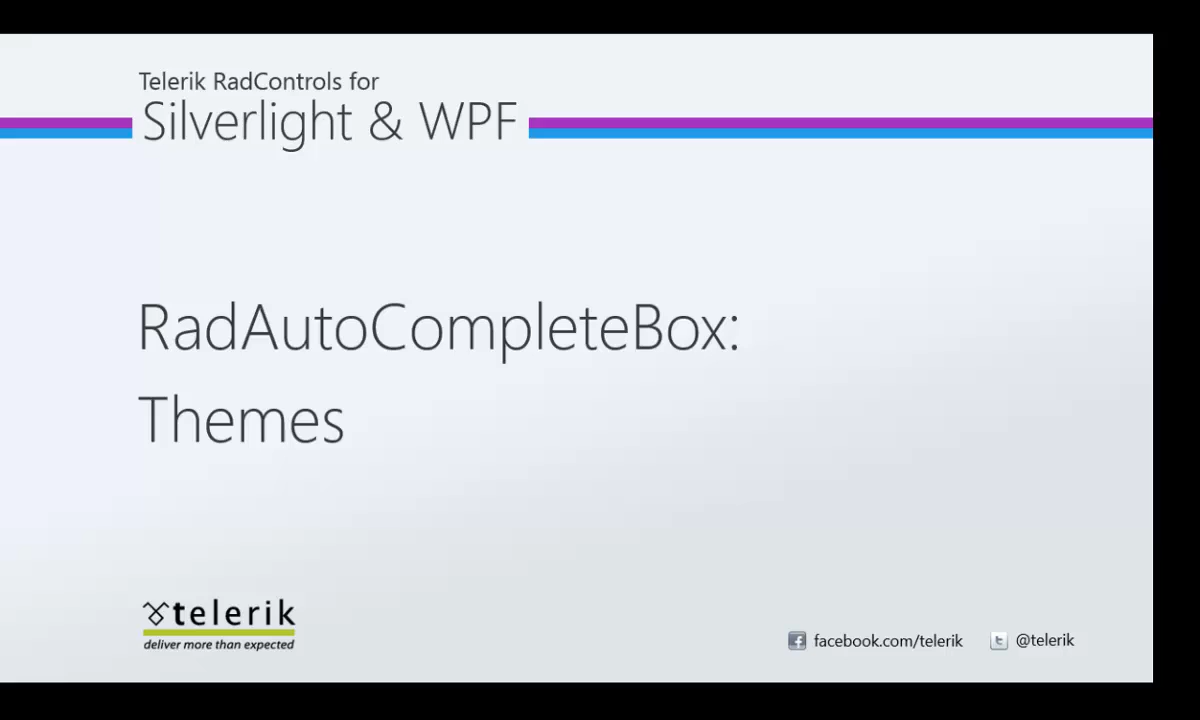 Telerik RadControls for
Silverlight & WPF
RadAutoCompleteBox:
Themes
telerik
deliver more than expected
facebook.com/telerik
@telerik